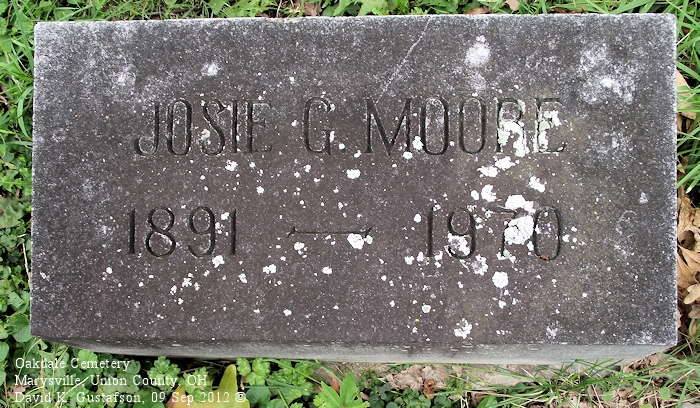 JOSIE G. MOORE
1891 — 1970
Oakdale Cemetery
Marysville, Union County, OH
David K. Gustafson, 09 Sep 2012 ©